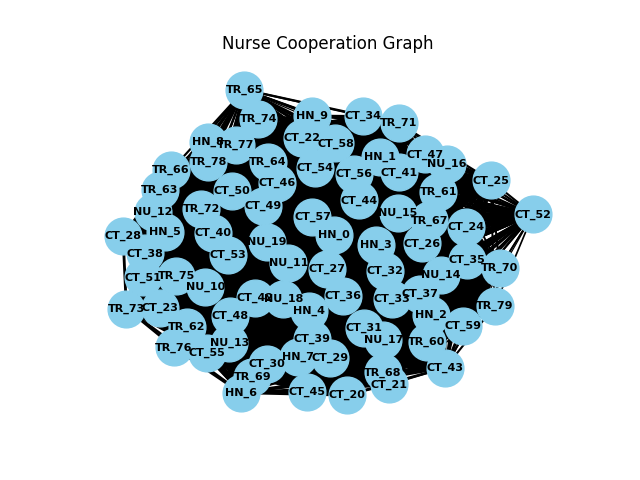 Nurse Cooperation Graph
TR_65
TR_74
HN_9
CT_34
TR_71
HN_8
TR_77
CT_22
CT_58
TR_66
TR_78
TR_64
CT_54
CT_56
HN_1
CT_41
CT_47
NU_16
CT_25
TR_63
CT_50
CT_46
CT_44
TR_61
NU_12
TR_72
CT_49
CT_57
NU_15
TR_67
CT_52
CT_28
HN_5
CT_40
NU_19
HN_0
HN_3
CT_26
CT_24
CT_38
CT_53
NU_11
CT_27
CT_32
CT_35
TR_70
CT_51
TR_75
NU_10
NU_14
TR_73
CT_23
NU_18
CT_36
CT_37
TR_79
CT_48
HN_4
HN_2
TR_62
CT_31
CT_59
TR_76
CT_55
NU_13
CT_39
NU_17
TR_60
CT_30
HN_7
CT_29
CT_43
TR_69
TR_68
CT_21
HN_6
CT_45
CT_20